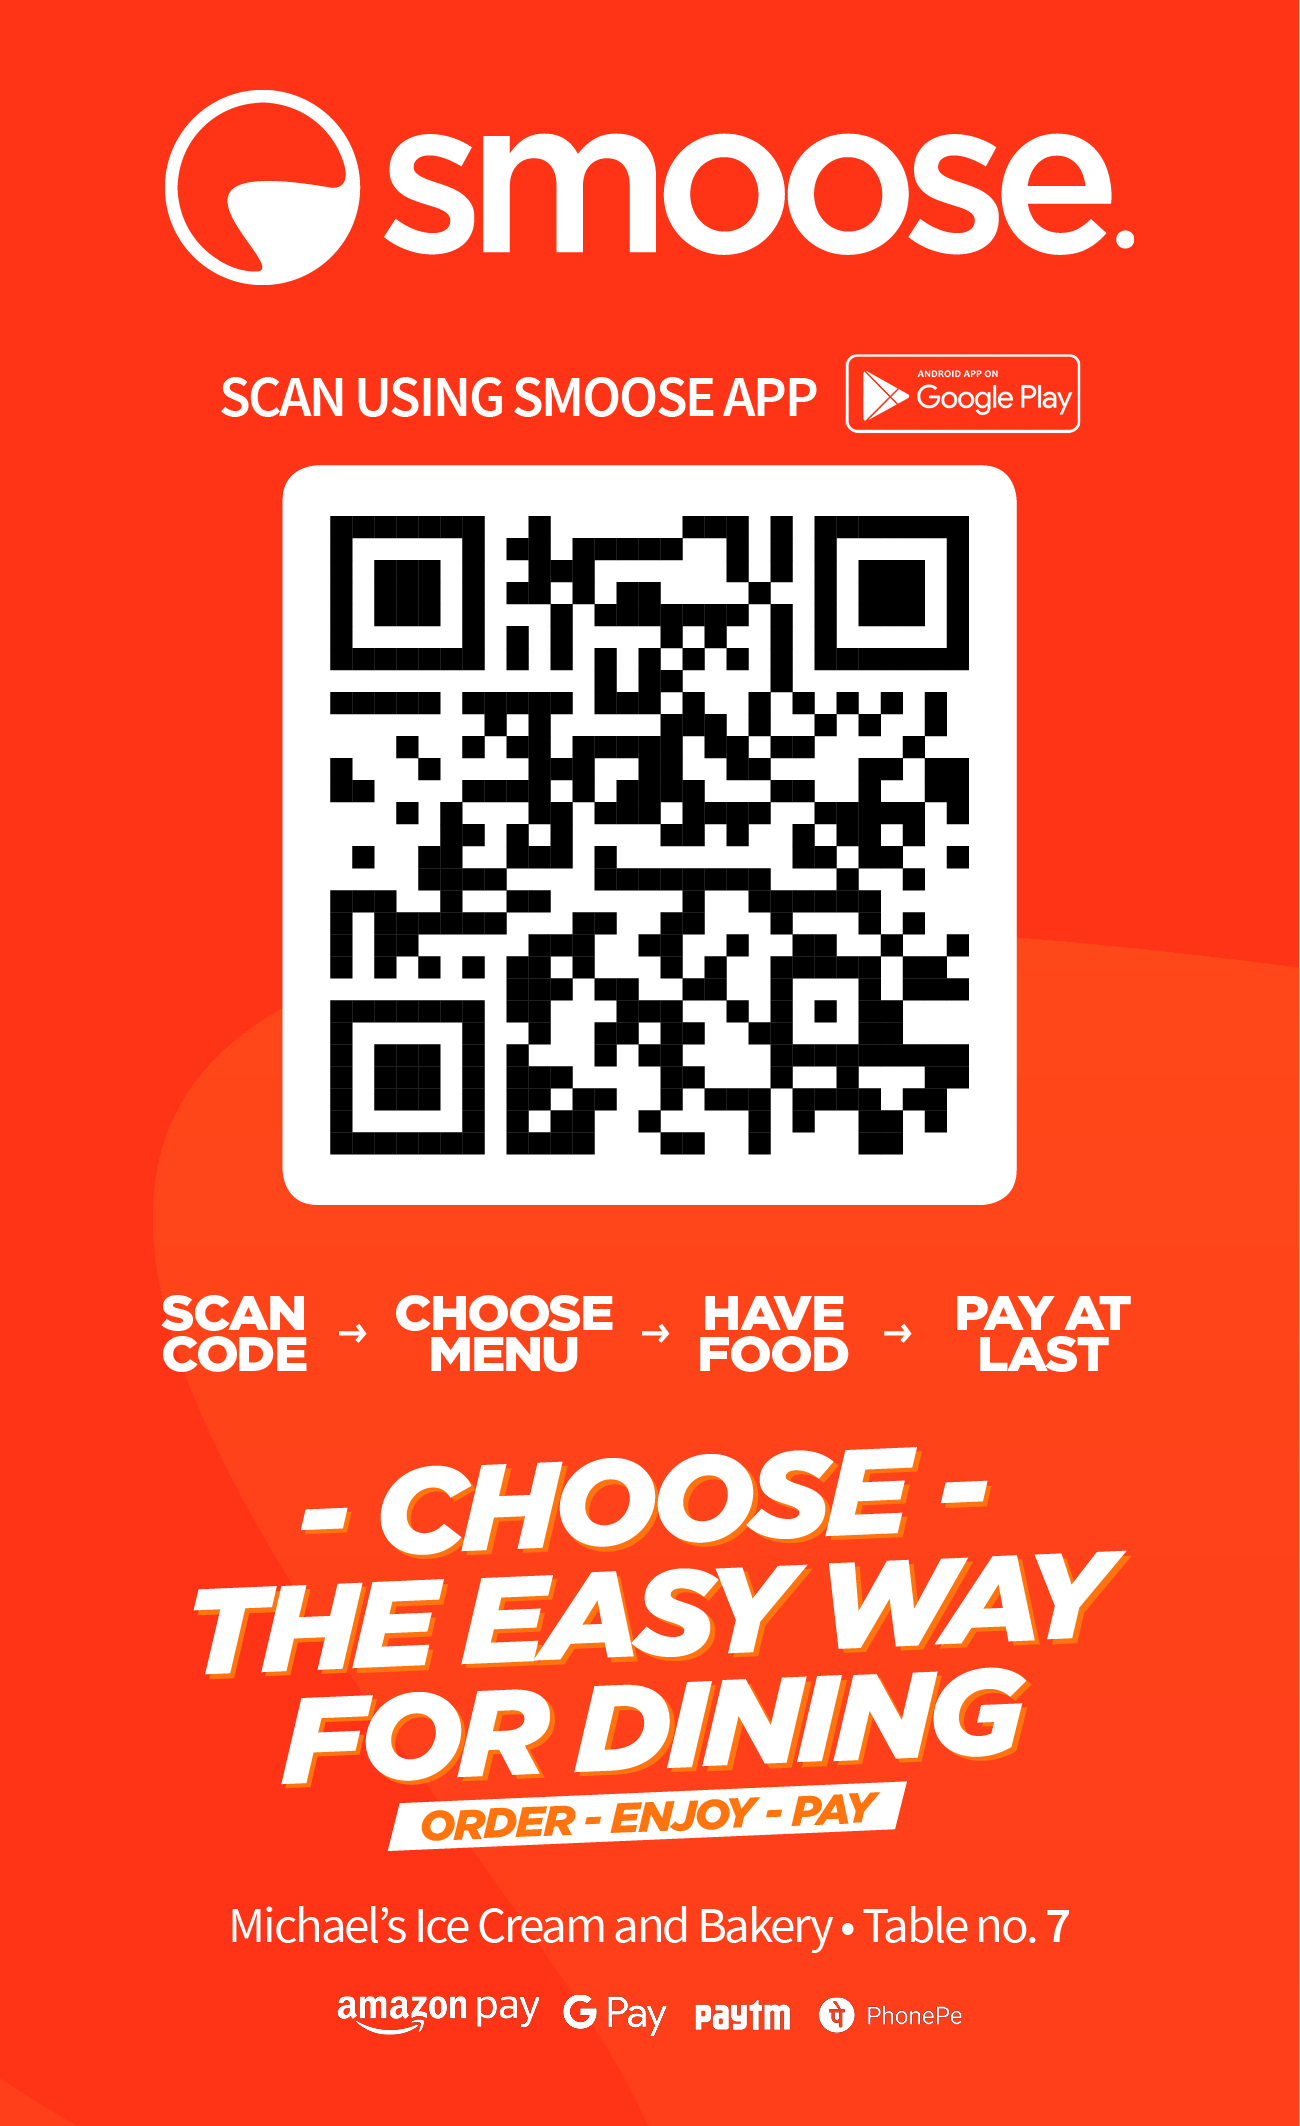 smoose.
SCAN USING SMOOSE APP
ANDROID APP ON
Google Play
SCAN CODE → CHOOSE MENU → HAVE FOOD → PAY AT LAST
- CHOOSE -
THE EASY WAY
FOR DINING
ORDER - ENJOY - PAY
Michael's Ice Cream and Bakery • Table no. 7
amazon pay G Pay paytm पे PhonePe